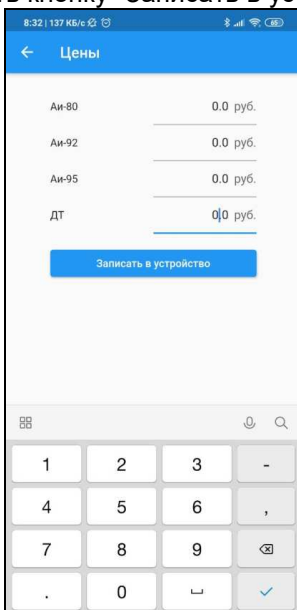 ть кнопку "Записать в ус
8:32 | 137 КБ/с
65
Цены
Аи-80 0.0 руб.
Аи-92 0.0 руб.
Аи-95 0.0 руб.
ДТ 0.0 руб.
Записать в устройство
1 2 3 -
4 5 6 ,
7 8 9
. 0